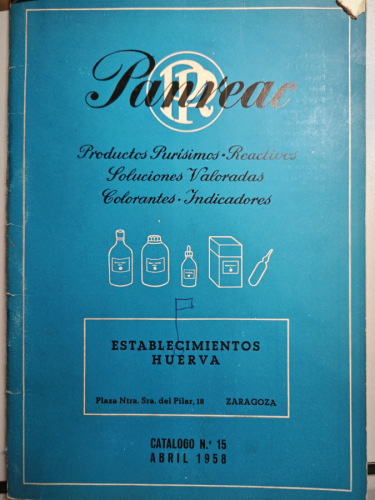 Panreac
PR
Productos Purísimos - Reactivos
Soluciones Valoradas
Colorantes - Indicadores
ESTABLECIMIENTOS
HUERVA
Plaza Ntra. Sra. del Pilar, 18 ZARAGOZA
CATALOGO N.º 15
ABRIL 1958